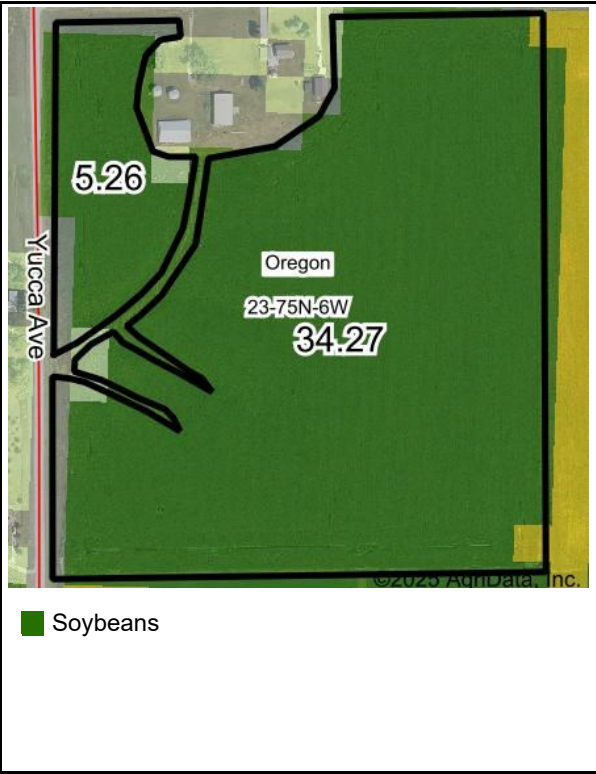 5.26
Yucca Ave
Oregon
23-75N-6W
34.27
©2025 AgriData, Inc.
Soybeans